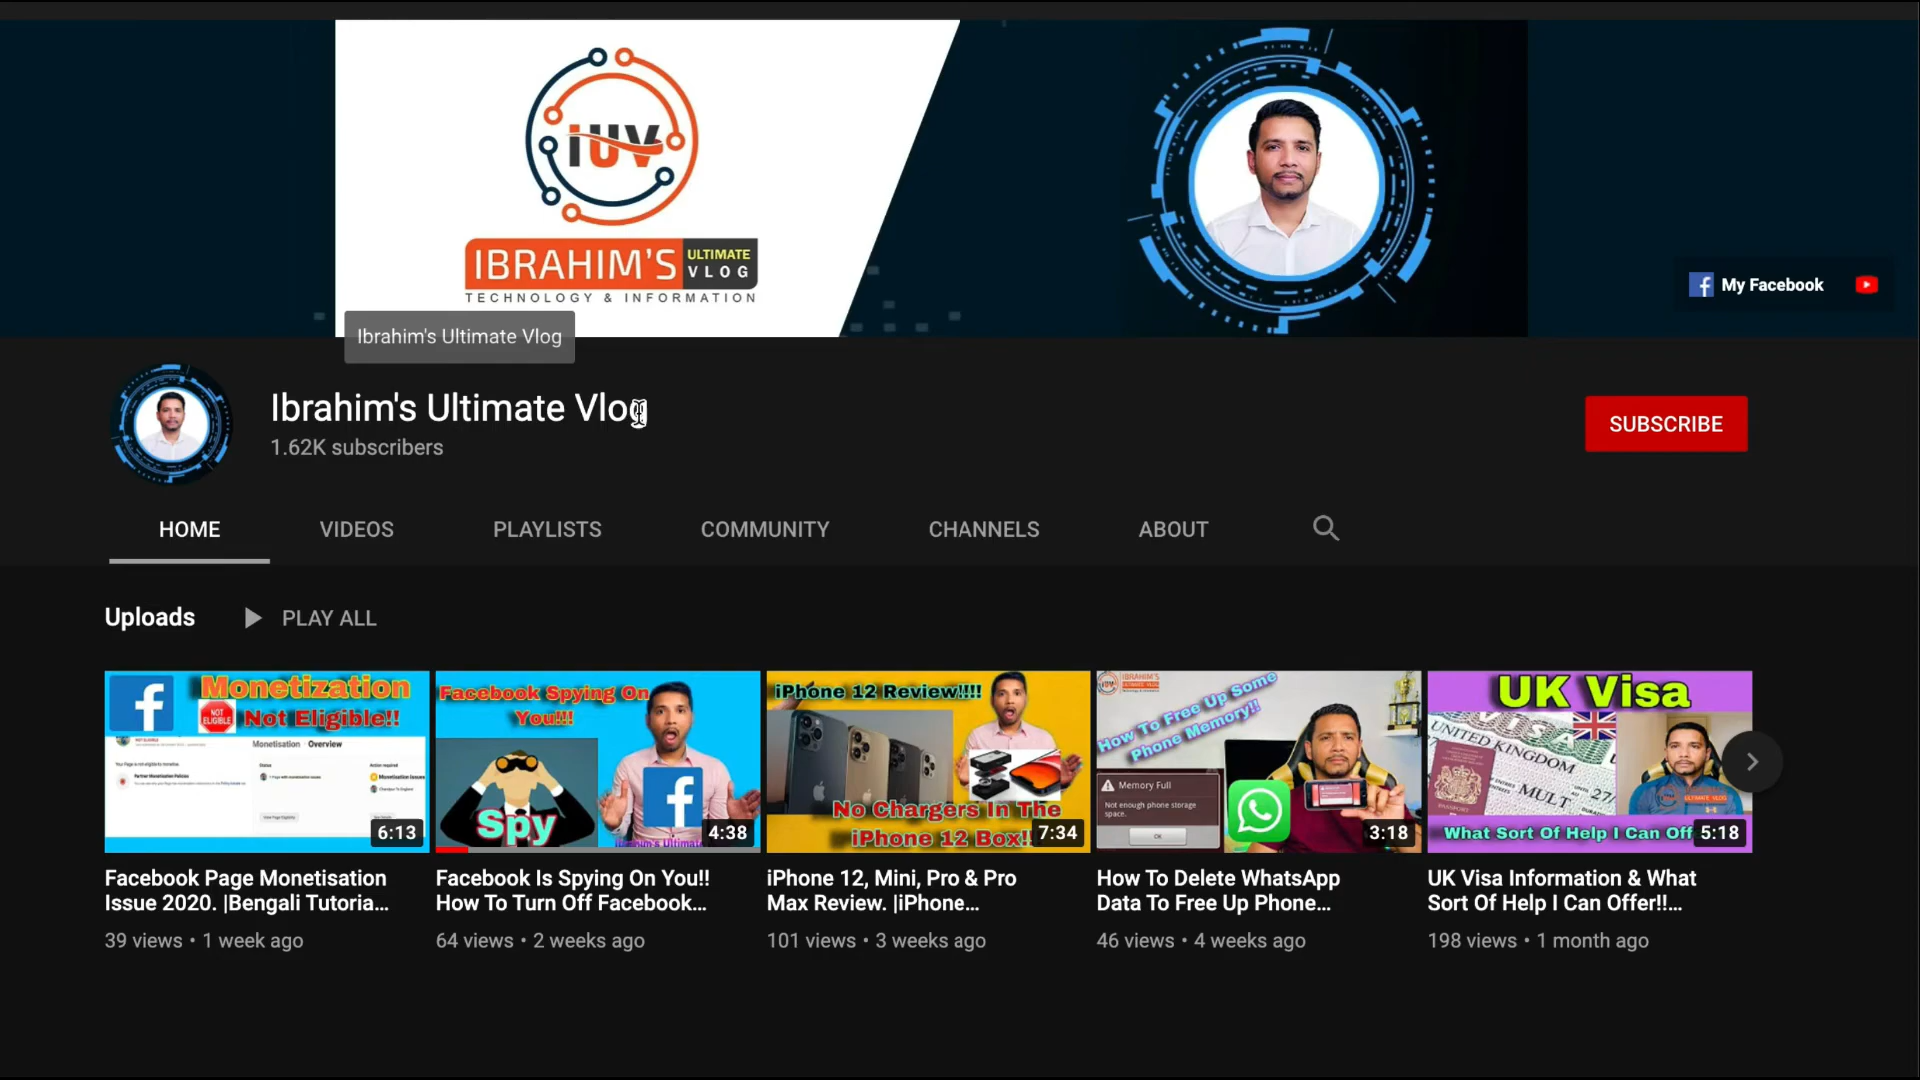 iUV
IBRAHIM'S ULTIMATE VLOG
TECHNOLOGY & INFORMATION
My Facebook
Ibrahim's Ultimate Vlog
Ibrahim's Ultimate Vlog
1.62K subscribers
SUBSCRIBE
HOME VIDEOS PLAYLISTS COMMUNITY CHANNELS ABOUT
Uploads PLAY ALL
Monetization
NOT ELIGIBLE
Not Eligible!!
Monetisation Overview
6:13
Facebook Spying On
You!!!
Spy
4:38
iPhone 12 Review!!!!
No Chargers In The
iPhone 12 Box!!
7:34
How To Free Up Some
Phone Memory!!
Memory Full
Not enough phone storage
space.
OK
3:18
UK Visa
VISA
UNITED KINGDOM
MULT
What Sort Of Help I Can Off
5:18
Facebook Page Monetisation
Issue 2020. |Bengali Tutoria...
39 views • 1 week ago
Facebook Is Spying On You!!
How To Turn Off Facebook...
64 views • 2 weeks ago
iPhone 12, Mini, Pro & Pro
Max Review. |iPhone...
101 views • 3 weeks ago
How To Delete WhatsApp
Data To Free Up Phone...
46 views • 4 weeks ago
UK Visa Information & What
Sort Of Help I Can Offer!!...
198 views • 1 month ago